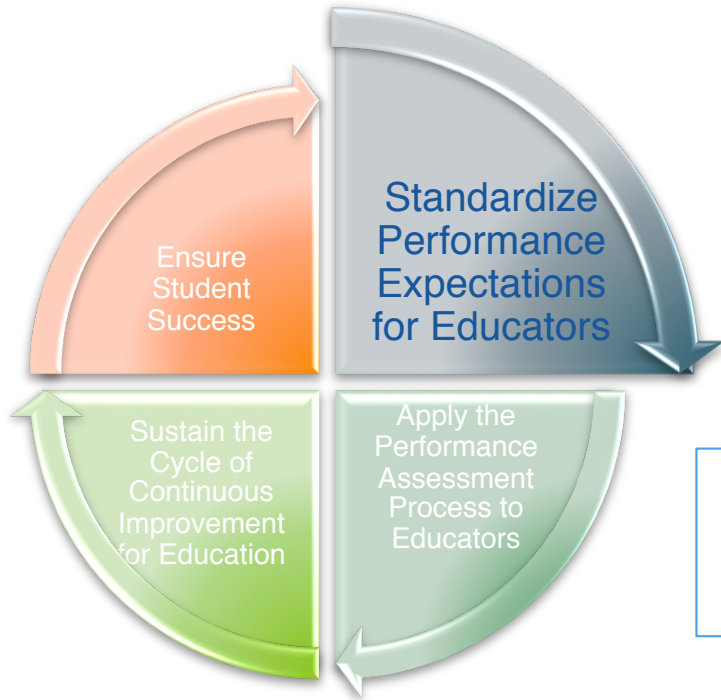 Standardize
Performance
Expectations
for Educators
Ensure
Student
Success
Apply the
Performance
Assessment
Process to
Educators
Sustain the
Cycle of
Continuous
Improvement
for Education